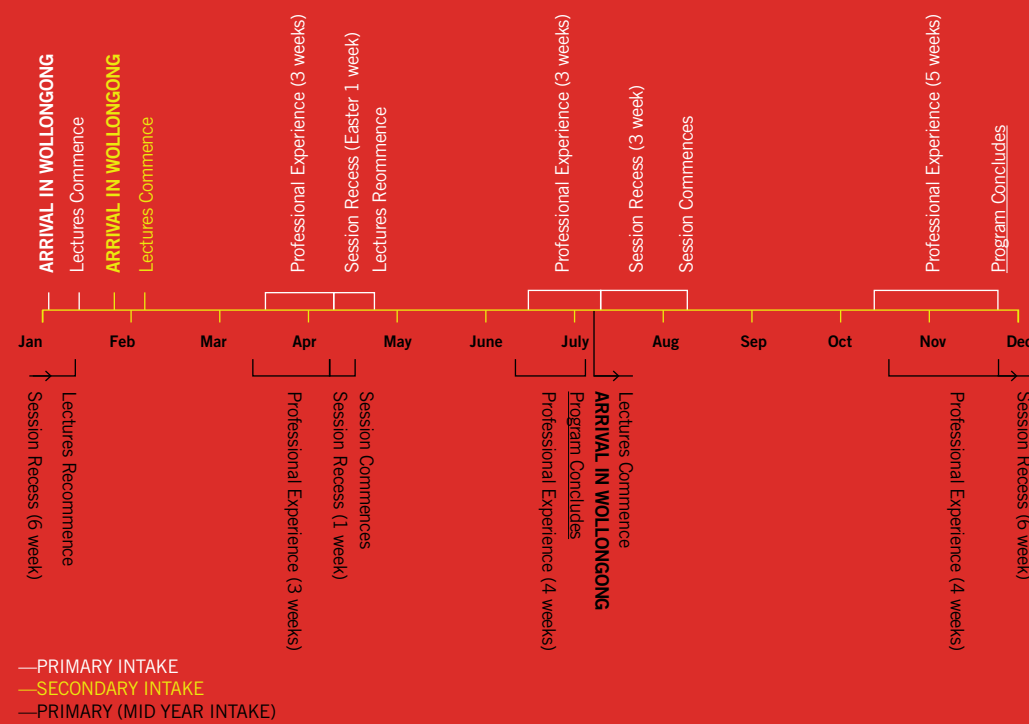 ARRIVAL IN WOLLONGONG
Lectures Commence
ARRIVAL IN WOLLONGONG
Lectures Commence
Professional Experience (3 weeks)
Session Recess (Easter 1 week)
Lectures Reommence
Professional Experience (3 weeks)
Session Recess (3 week)
Session Commences
Professional Experience (5 weeks)
Program Concludes
Jan Feb Mar Apr May June July Aug Sep Oct Nov Dec
Session Recess (6 week)
Lectures Recommence
Professional Experience (3 weeks)
Session Recess (1 week)
Session Commences
Professional Experience (4 weeks)
Program Concludes
ARRIVAL IN WOLLONGONG
Lectures Commence
Professional Experience (4 weeks)
Session Recess (6 week)
—PRIMARY INTAKE
—SECONDARY INTAKE
—PRIMARY (MID YEAR INTAKE)